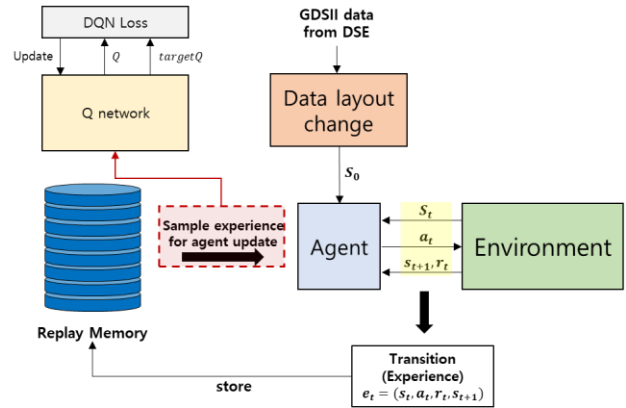 DQN Loss
Update
Q
targetQ
Q network
GDSII data
from DSE
Data layout
change
S₀
Sample experience
for agent update
Agent
Sₜ
aₜ
sₜ₊₁, rₜ
Environment
Replay Memory
store
Transition
(Experience)
eₜ = (sₜ, aₜ, rₜ, sₜ₊₁)